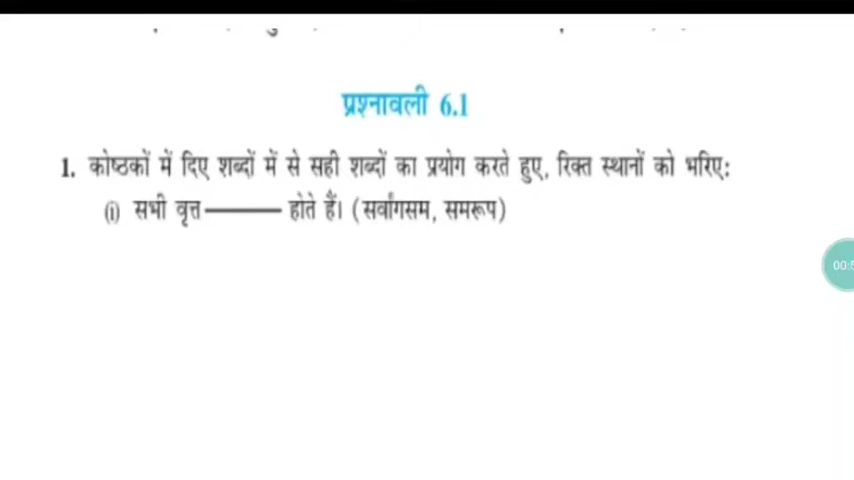 प्रश्नावली 6.1
1. कोष्ठकों में दिए शब्दों में से सही शब्दों का प्रयोग करते हुए, रिक्त स्थानों को भरिए:
(i) सभी वृत्त ——— होते हैं। (सर्वांगसम, समरूप)